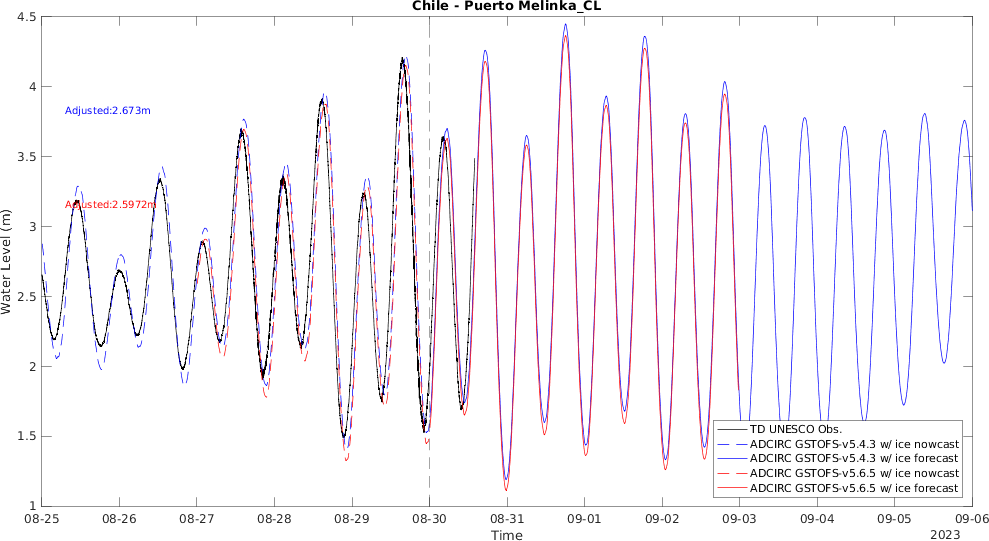 Chile - Puerto Melinka_CL
4.5
4
3.5
3
2.5
2
1.5
1
Water Level (m)
Adjusted:2.673m
Adjusted:2.5972m
TD UNESCO Obs.
ADCIRC GSTOFS-v5.4.3 w/ ice nowcast
ADCIRC GSTOFS-v5.4.3 w/ ice forecast
ADCIRC GSTOFS-v5.6.5 w/ ice nowcast
ADCIRC GSTOFS-v5.6.5 w/ ice forecast
08-25 08-26 08-27 08-28 08-29 08-30 08-31 09-01 09-02 09-03 09-04 09-05 09-06
Time
2023